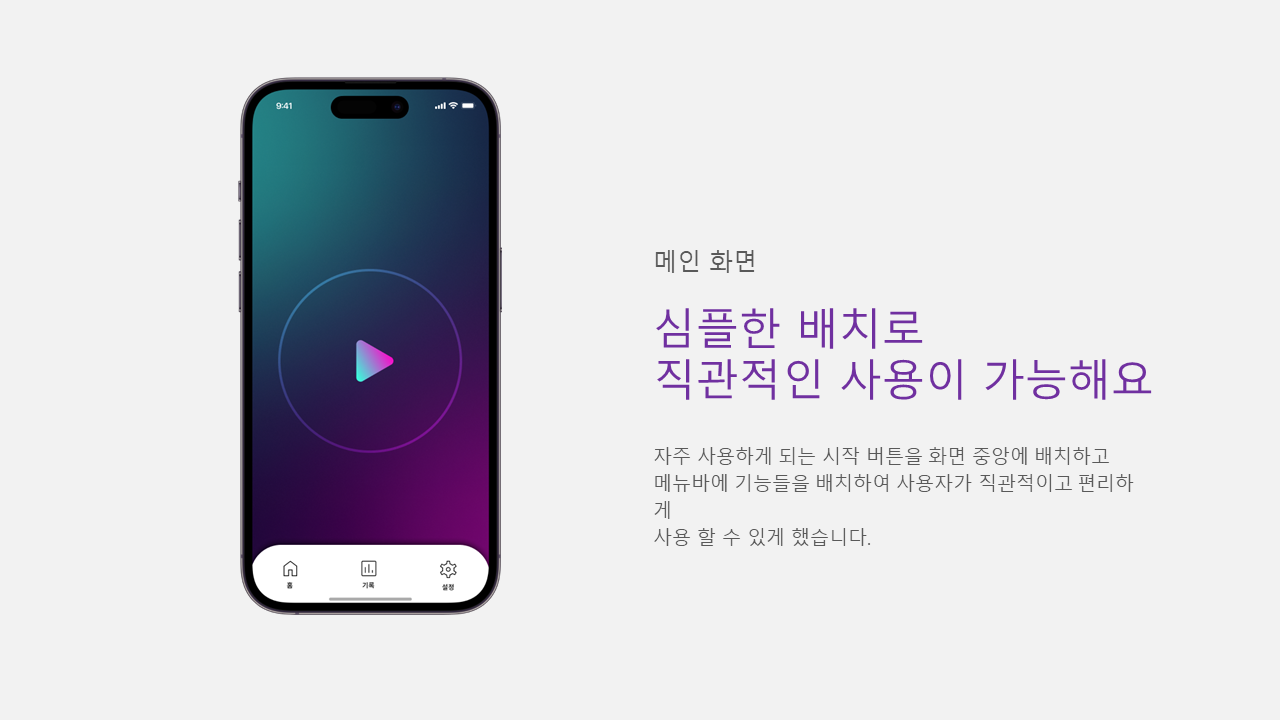 9:41
홈
기록
설정
메인 화면
심플한 배치로
직관적인 사용이 가능해요
자주 사용하게 되는 시작 버튼을 화면 중앙에 배치하고
메뉴바에 기능들을 배치하여 사용자가 직관적이고 편리하
게
사용 할 수 있게 했습니다.